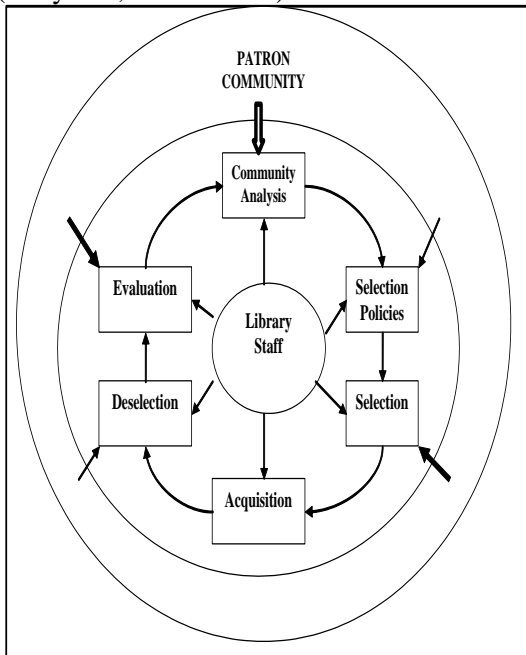 PATRON
COMMUNITY
Community
Analysis
Evaluation
Selection
Policies
Library
Staff
Deselection
Selection
Acquisition